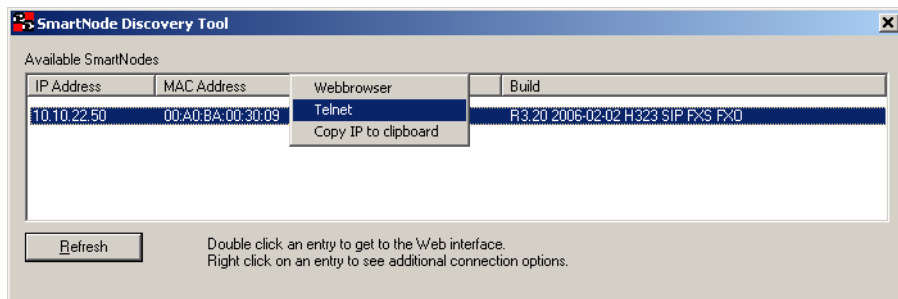 SmartNode Discovery Tool
Available SmartNodes
IP Address MAC Address Build
Webbrowser
10.10.22.50 00:A0:BA:00:30:09 R3.20 2006-02-02 H323 SIP FXS FXO
Telnet
Copy IP to clipboard
Refresh
Double click an entry to get to the Web interface.
Right click on an entry to see additional connection options.